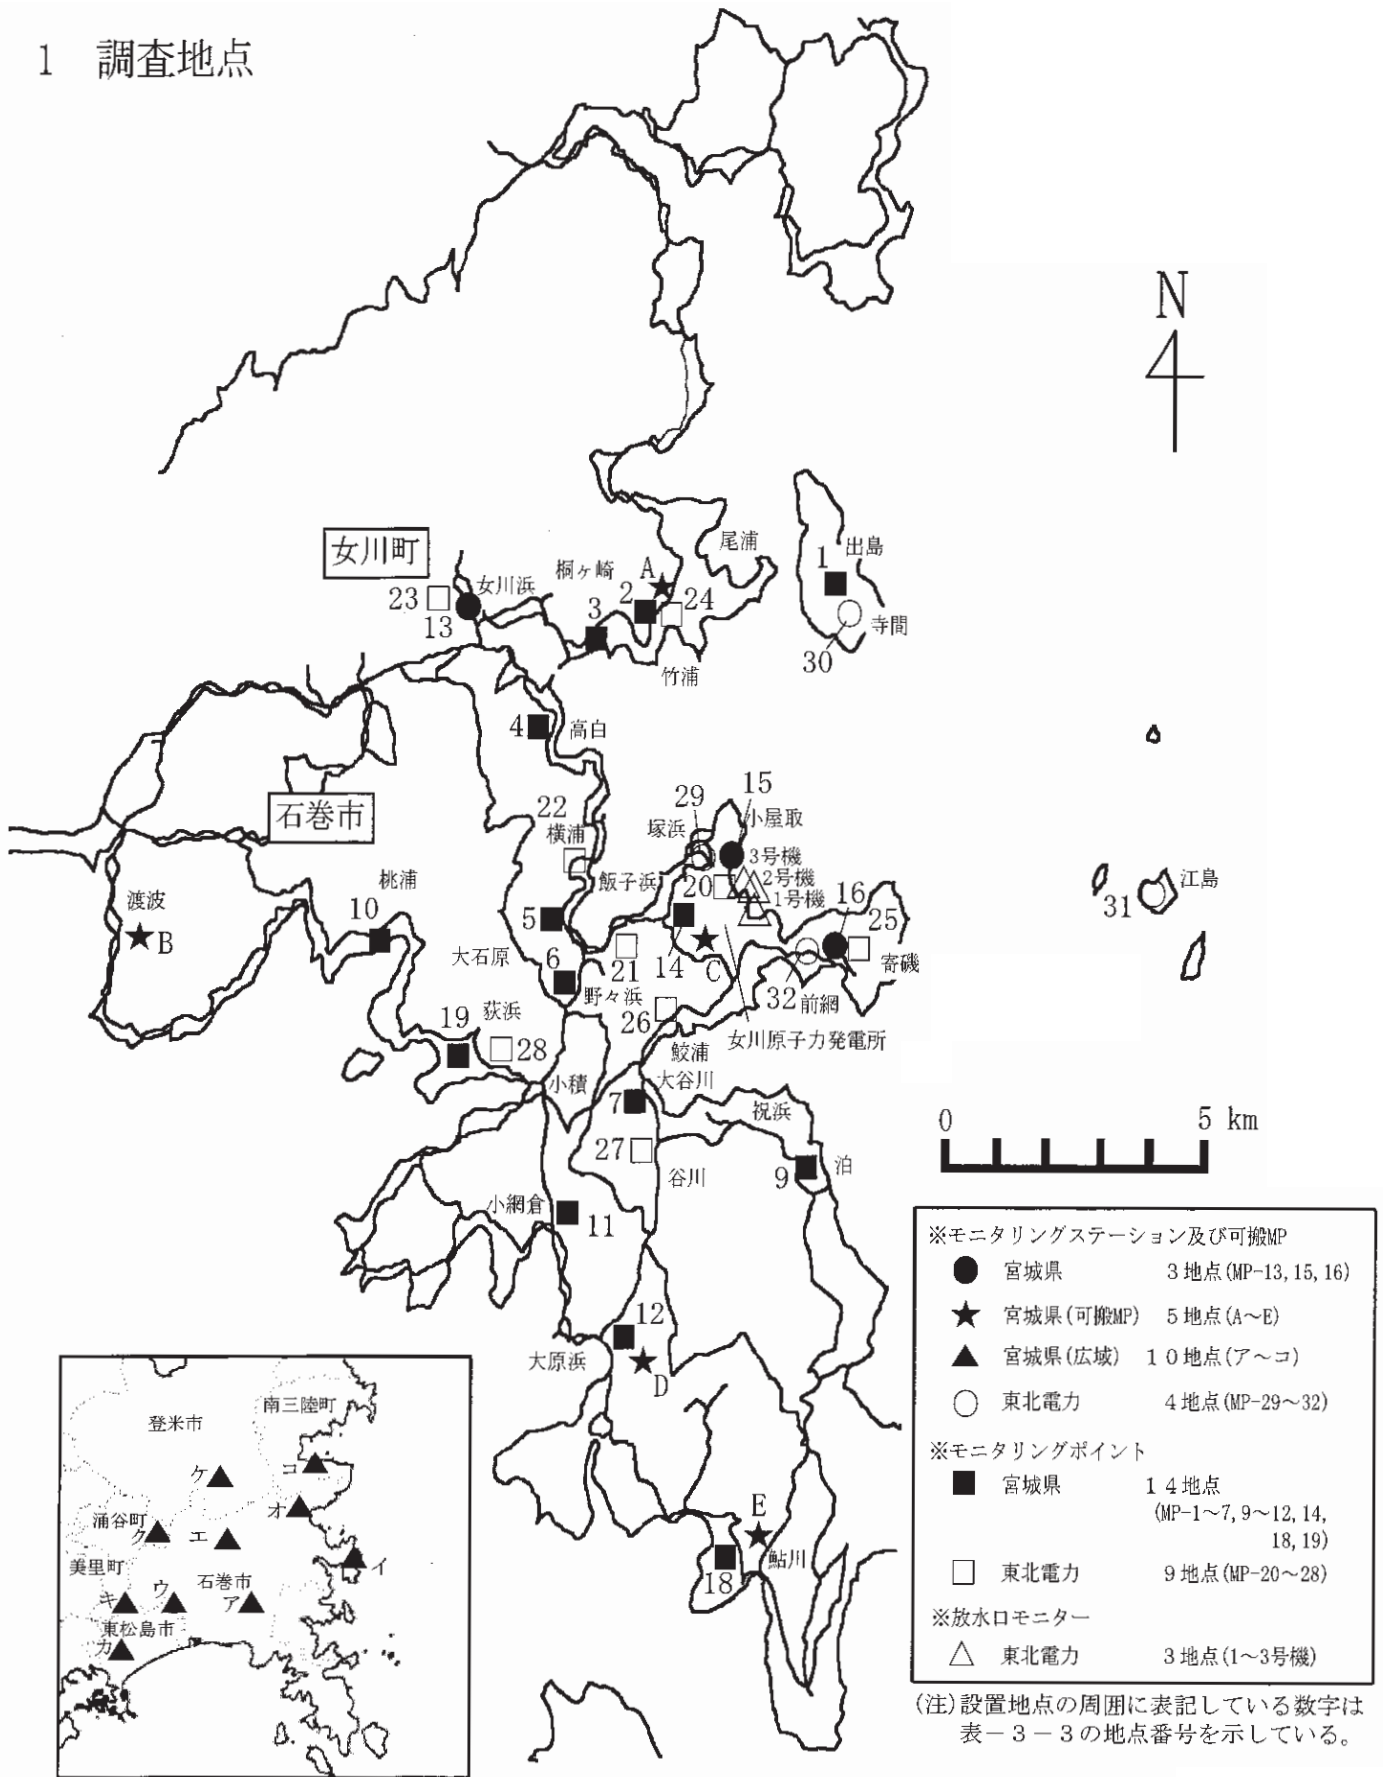 1 調査地点
N
女川町
女川浜
桐ヶ崎
A
尾浦
1
出島
23
13
3
2
24
竹浦
寺間
30
4
高白
石巻市
22
横浦
29
塚浜
15
小屋取
3号機
2号機
1号機
20
飯子浜
16
25
31
江島
桃浦
渡波
B
10
5
大石原
6
21
14
C
寄磯
野々浜
26
32
前網
鮫浦
女川原子力発電所
19
荻浜
28
小積
大谷川
7
祝浜
0
5 km
27
谷川
9
泊
小網倉
11
12
大原浜
D
E
鮎川
18
※モニタリングステーション及び可搬MP
宮城県 3地点(MP-13,15,16)
宮城県(可搬MP) 5地点(A~E)
宮城県(広域) 10地点(ア~コ)
東北電力 4地点(MP-29~32)
※モニタリングポイント
宮城県 14地点
(MP-1~7,9~12,14,
18,19)
東北電力 9地点(MP-20~28)
※放水口モニター
東北電力 3地点(1~3号機)
(注)設置地点の周囲に表記している数字は
表-3-3の地点番号を示している。
南三陸町
登米市
ケ
コ
オ
涌谷町
ク
エ
美里町
イ
石巻市
キ
ウ
ア
東松島市
カ